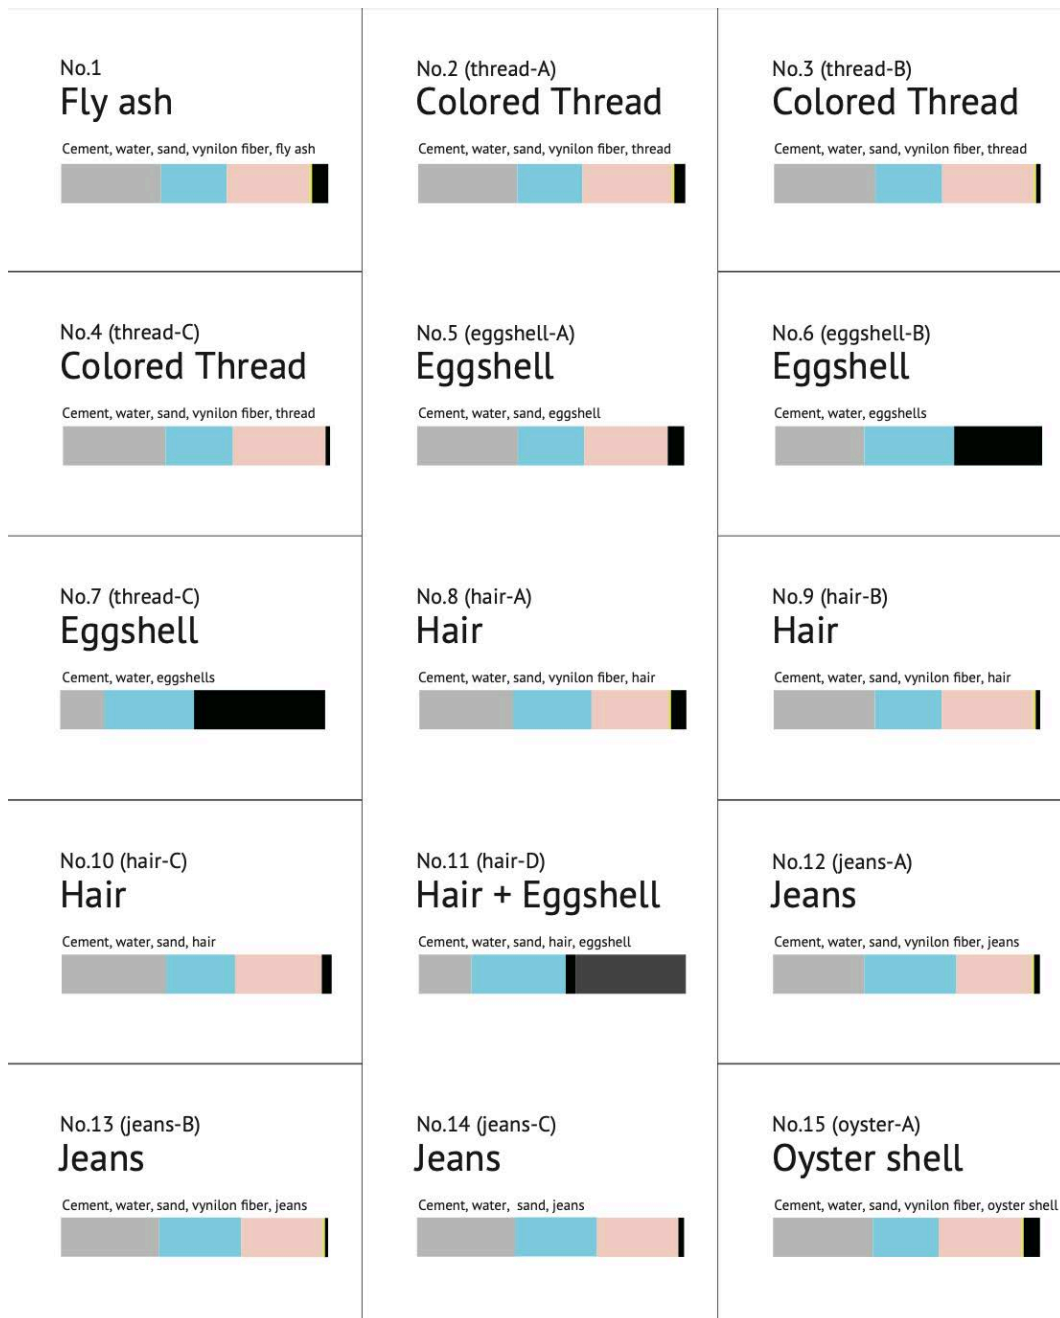 No.1
Fly ash
Cement, water, sand, vynilon fiber, fly ash
No.2 (thread-A)
Colored Thread
Cement, water, sand, vynilon fiber, thread
No.3 (thread-B)
Colored Thread
Cement, water, sand, vynilon fiber, thread
No.4 (thread-C)
Colored Thread
Cement, water, sand, vynilon fiber, thread
No.5 (eggshell-A)
Eggshell
Cement, water, sand, eggshell
No.6 (eggshell-B)
Eggshell
Cement, water, eggshells
No.7 (thread-C)
Eggshell
Cement, water, eggshells
No.8 (hair-A)
Hair
Cement, water, sand, vynilon fiber, hair
No.9 (hair-B)
Hair
Cement, water, sand, vynilon fiber, hair
No.10 (hair-C)
Hair
Cement, water, sand, hair
No.11 (hair-D)
Hair + Eggshell
Cement, water, sand, hair, eggshell
No.12 (jeans-A)
Jeans
Cement, water, sand, vynilon fiber, jeans
No.13 (jeans-B)
Jeans
Cement, water, sand, vynilon fiber, jeans
No.14 (jeans-C)
Jeans
Cement, water, sand, jeans
No.15 (oyster-A)
Oyster shell
Cement, water, sand, vynilon fiber, oyster shell